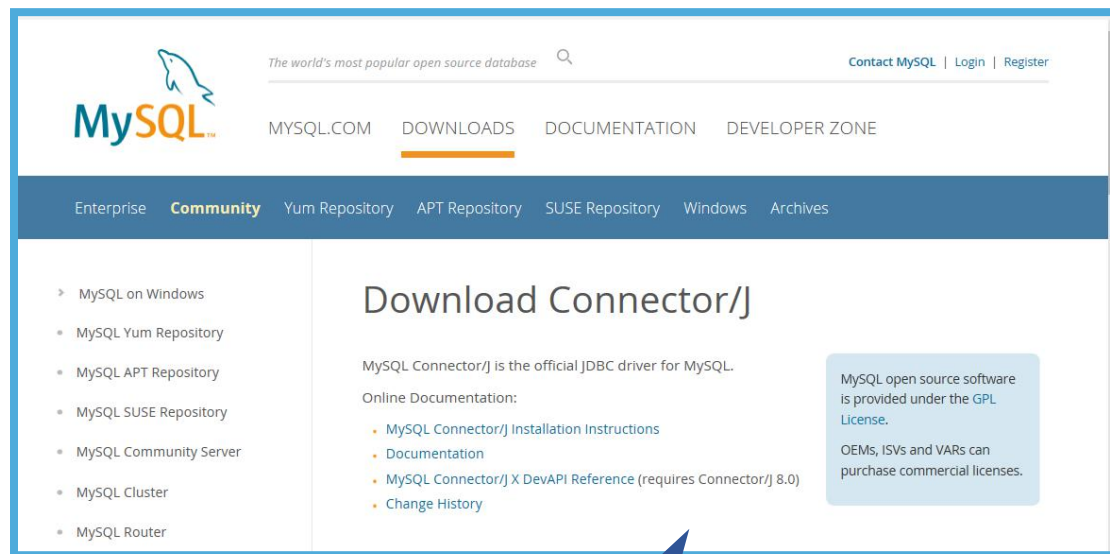 The world's most popular open source database
Contact MySQL | Login | Register
MySQL™
MYSQL.COM DOWNLOADS DOCUMENTATION DEVELOPER ZONE
Enterprise Community Yum Repository APT Repository SUSE Repository Windows Archives
MySQL on Windows
MySQL Yum Repository
MySQL APT Repository
MySQL SUSE Repository
MySQL Community Server
MySQL Cluster
MySQL Router
Download Connector/J
MySQL Connector/J is the official JDBC driver for MySQL.
Online Documentation:
MySQL Connector/J Installation Instructions
Documentation
MySQL Connector/J X DevAPI Reference (requires Connector/J 8.0)
Change History
MySQL open source software
is provided under the GPL
License.
OEMs, ISVs and VARs can
purchase commercial licenses.